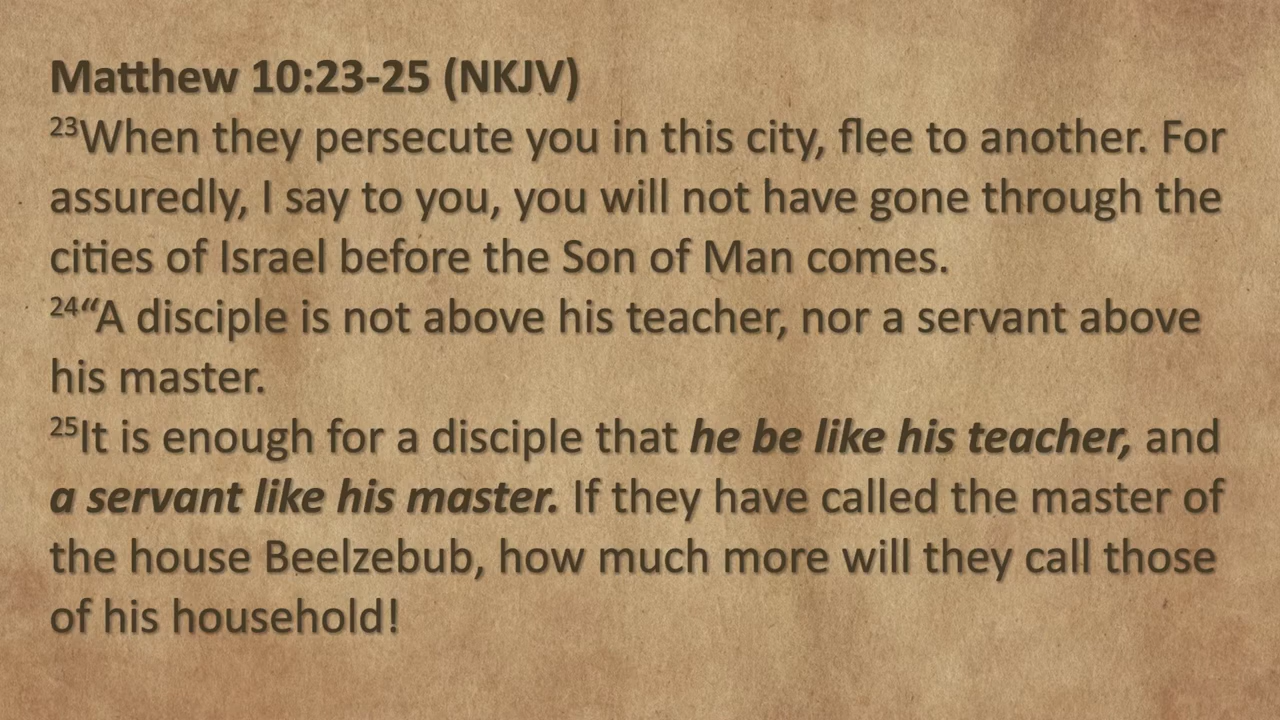 Matthew 10:23-25 (NKJV)
23When they persecute you in this city, flee to another. For
assuredly, I say to you, you will not have gone through the
cities of Israel before the Son of Man comes.
24“A disciple is not above his teacher, nor a servant above
his master.
25It is enough for a disciple that he be like his teacher, and
a servant like his master. If they have called the master of
the house Beelzebub, how much more will they call those
of his household!